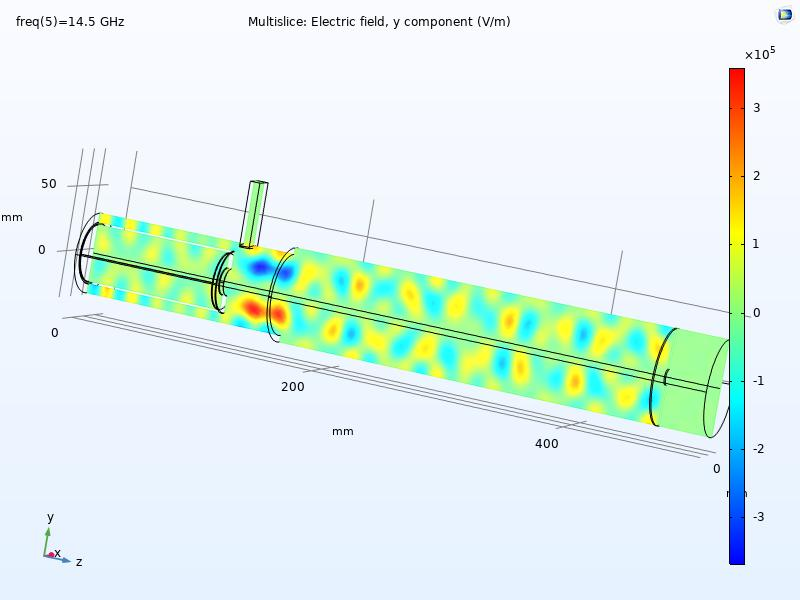 freq(5)=14.5 GHz
Multislice: Electric field, y component (V/m)
×10⁵
3
2
1
0
-1
-2
-3
50
mm
0
0
200
mm
400
0
y
x
z